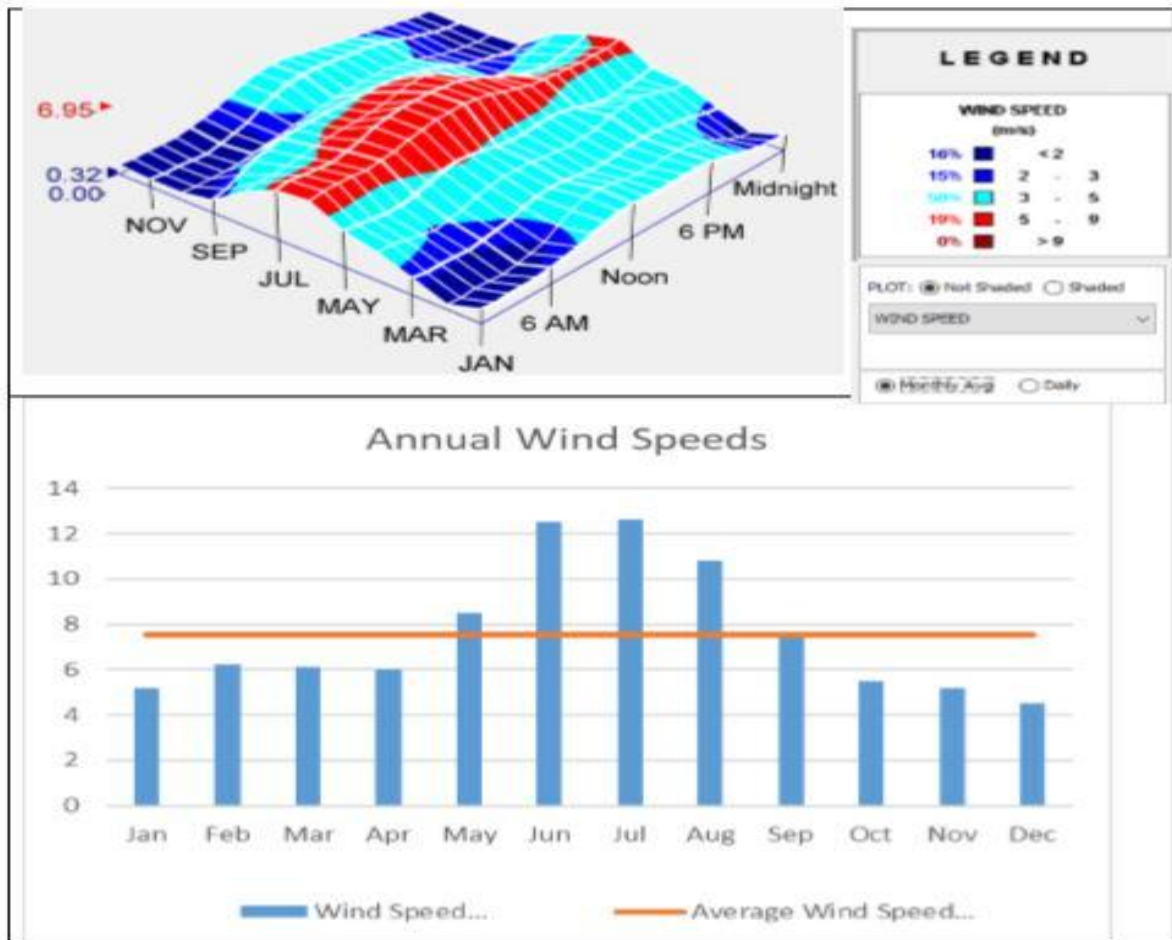 6.95
0.32
0.00
NOV
SEP
JUL
MAY
MAR
JAN
6 AM
Noon
6 PM
Midnight
LEGEND
WIND SPEED
(m/s)
16% < 2
15% 2 - 3
50% 3 - 5
19% 5 - 9
0% > 9
PLOT: Not Shaded Shaded
WIND SPEED
Monthly Avg Daily
Annual Wind Speeds
14
12
10
8
6
4
2
0
Jan Feb Mar Apr May Jun Jul Aug Sep Oct Nov Dec
Wind Speed... Average Wind Speed...